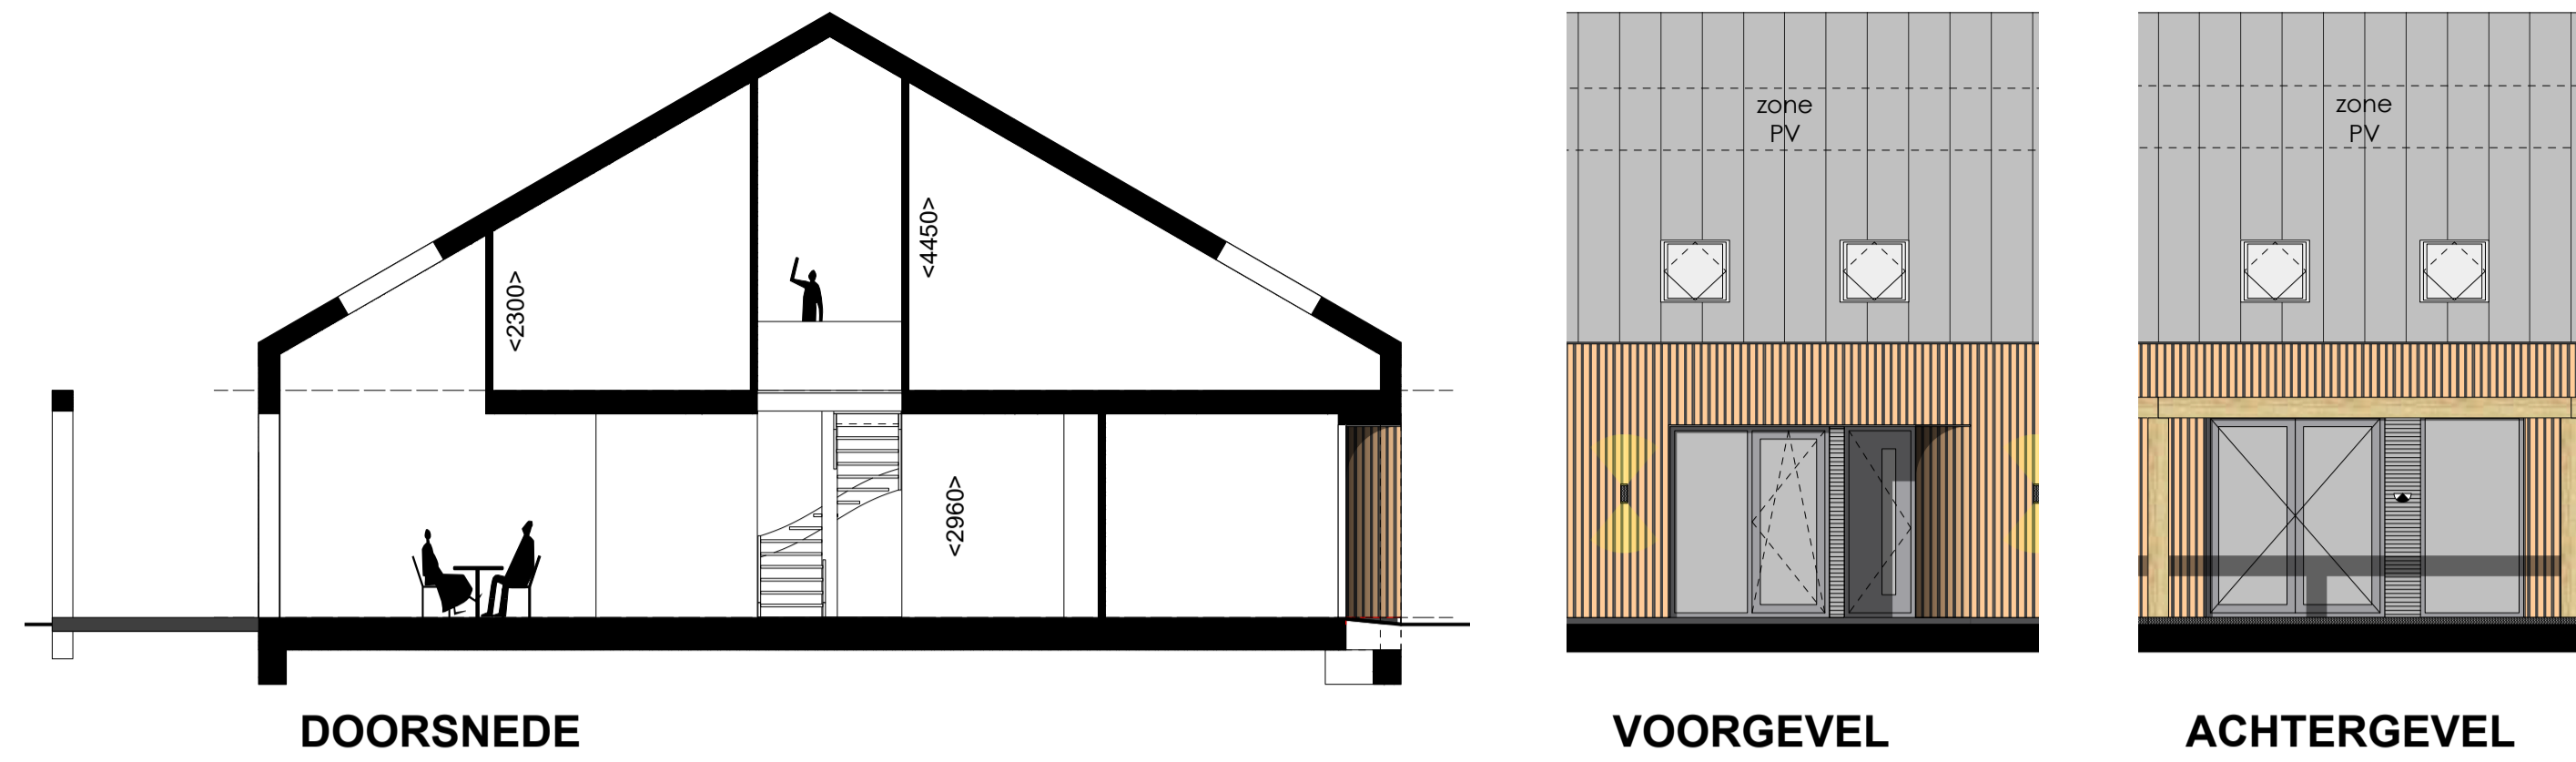 zone
PV
zone
PV
<4450>
<2300>
<2960>
DOORSNEDE
VOORGEVEL
ACHTERGEVEL